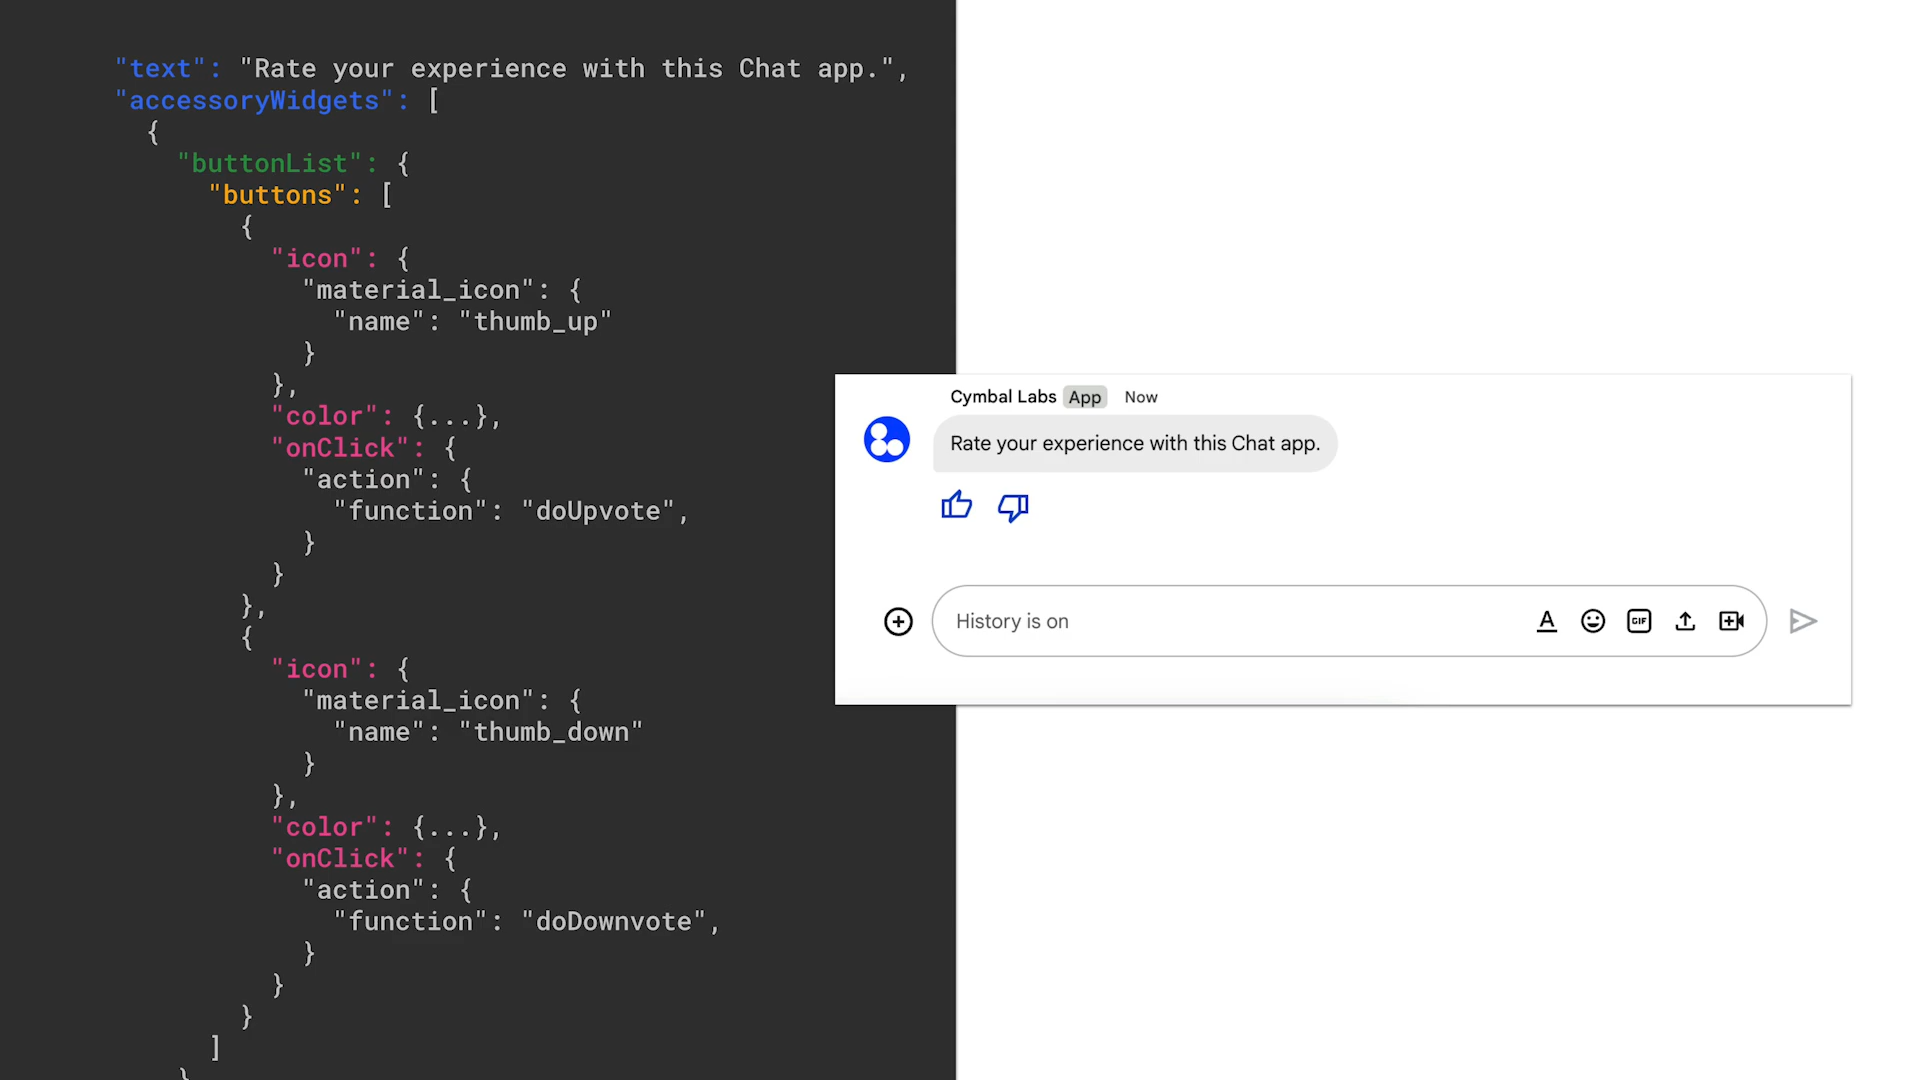 "text": "Rate your experience with this Chat app.",
"accessoryWidgets": [
{
"buttonList": {
"buttons": [
{
"icon": {
"material_icon": {
"name": "thumb_up"
}
},
"color": {...},
"onClick": {
"action": {
"function": "doUpvote",
}
}
},
{
"icon": {
"material_icon": {
"name": "thumb_down"
}
},
"color": {...},
"onClick": {
"action": {
"function": "doDownvote",
}
}
}
]
}
Cymbal Labs App Now
Rate your experience with this Chat app.
History is on
A
GIF